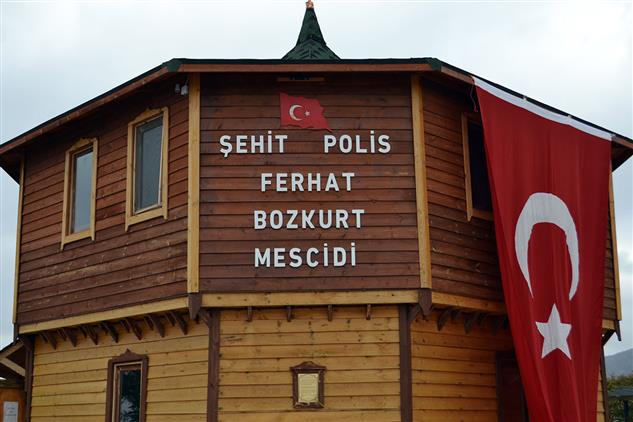 ŞEHİT POLİS
FERHAT
BOZKURT
MESCİDİ